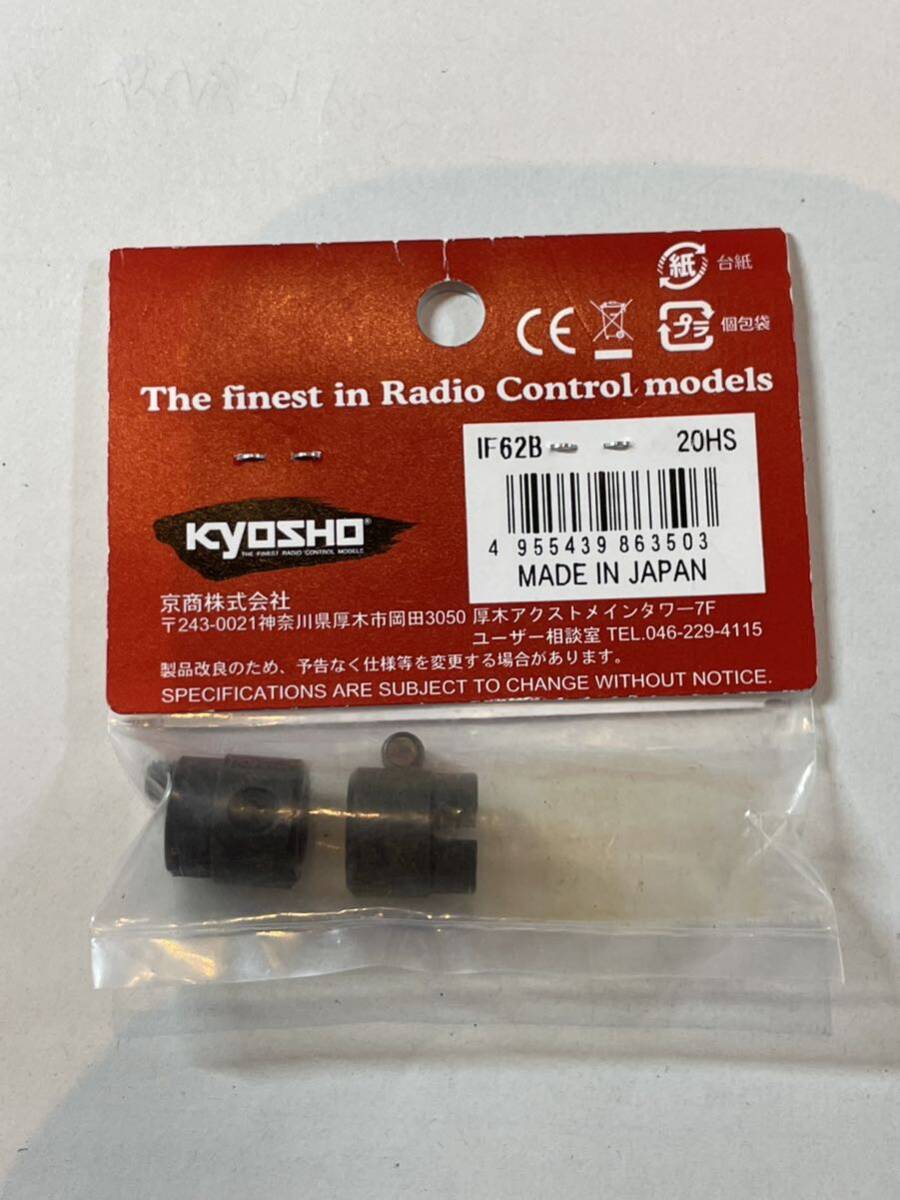 紙 台紙
プラ 個包袋
CE
The finest in Radio Control models
IF62B 20HS
4 955439 863503
MADE IN JAPAN
KYOSHO®
THE FINEST RADIO CONTROL MODELS
京商株式会社
〒243-0021神奈川県厚木市岡田3050 厚木アクストメインタワー7F
ユーザー相談室 TEL.046-229-4115
製品改良のため、予告なく仕様等を変更する場合があります。
SPECIFICATIONS ARE SUBJECT TO CHANGE WITHOUT NOTICE.